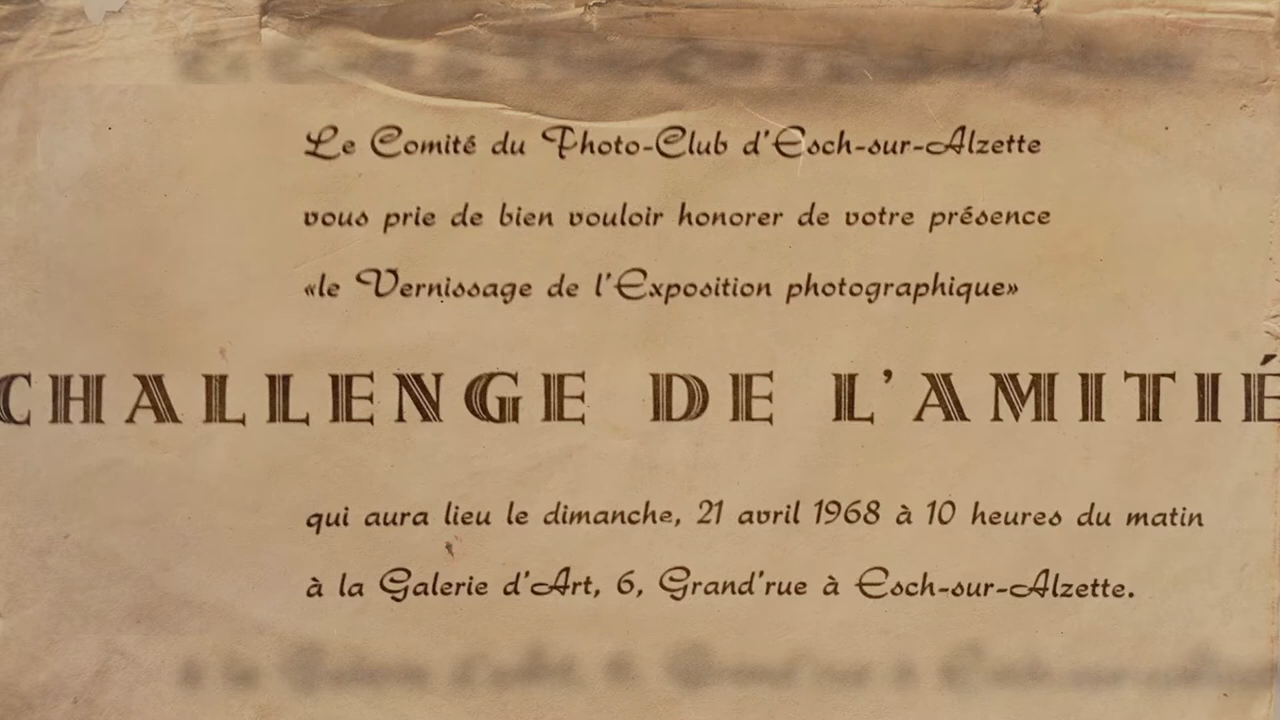 Le Comité du Photo-Club d'Esch-sur-Alzette
vous prie de bien vouloir honorer de votre présence
«le Vernissage de l'Exposition photographique»
CHALLENGE DE L'AMITIÉ
qui aura lieu le dimanche, 21 avril 1968 à 10 heures du matin
à la Galerie d'Art, 6, Grand'rue à Esch-sur-Alzette.